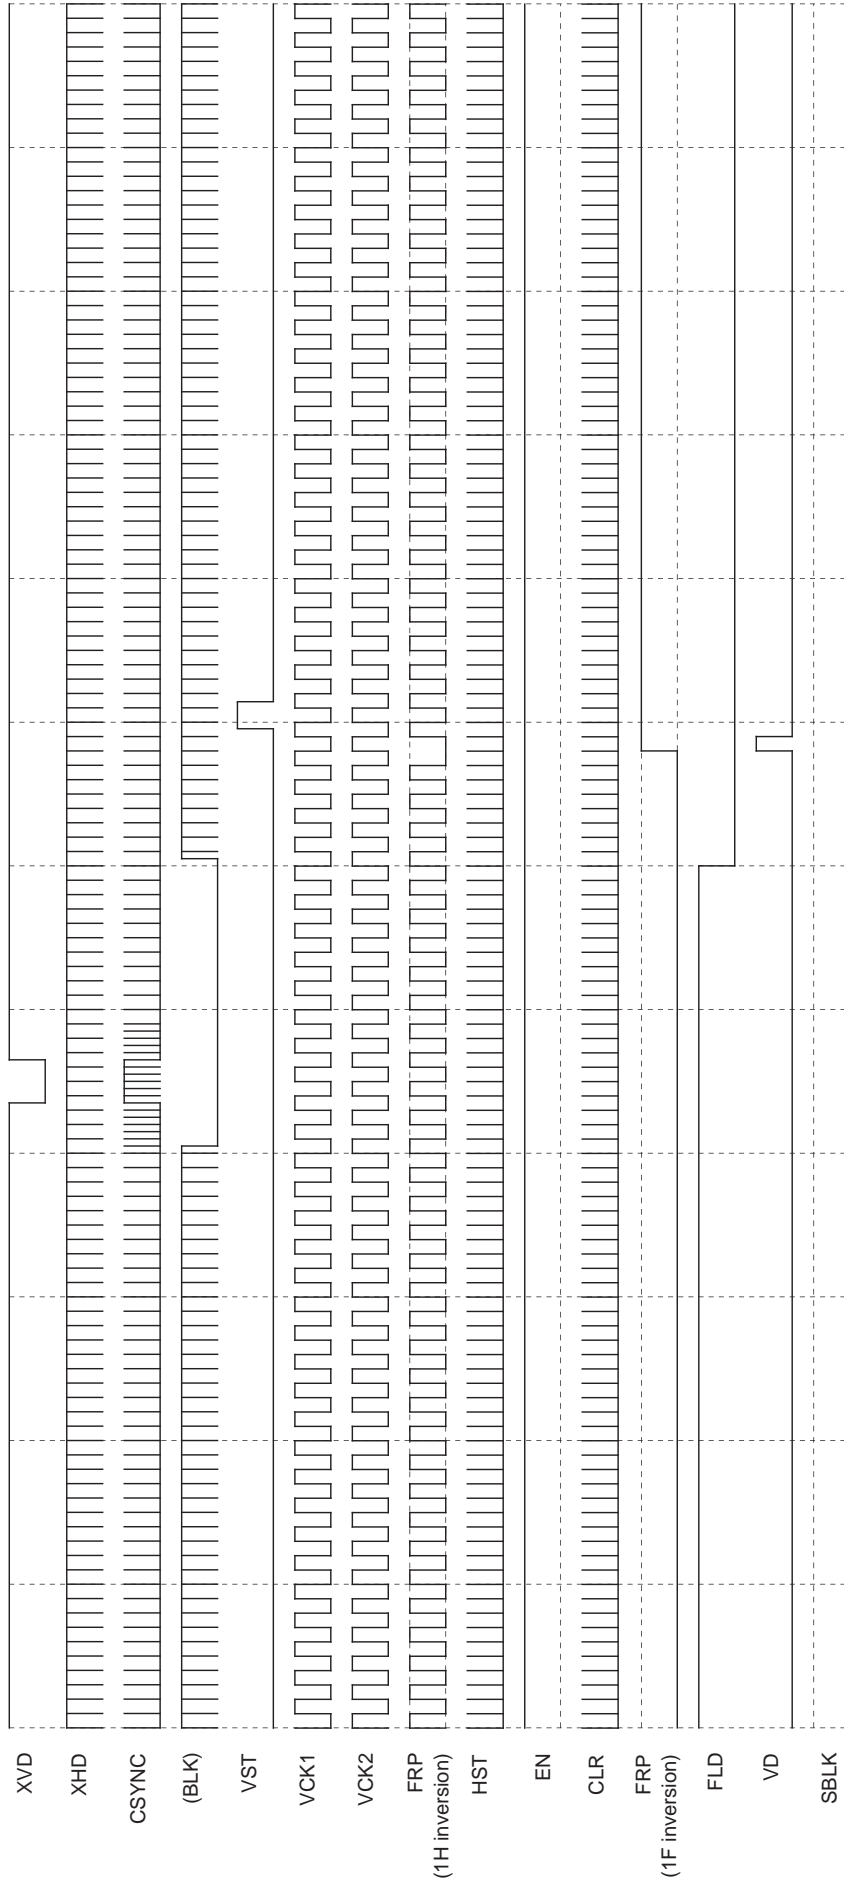 XVD
XHD
CSYNC
(BLK)
VST
VCK1
VCK2
FRP
(1H inversion)
HST
EN
CLR
FRP
(1F inversion)
FLD
VD
SBLK